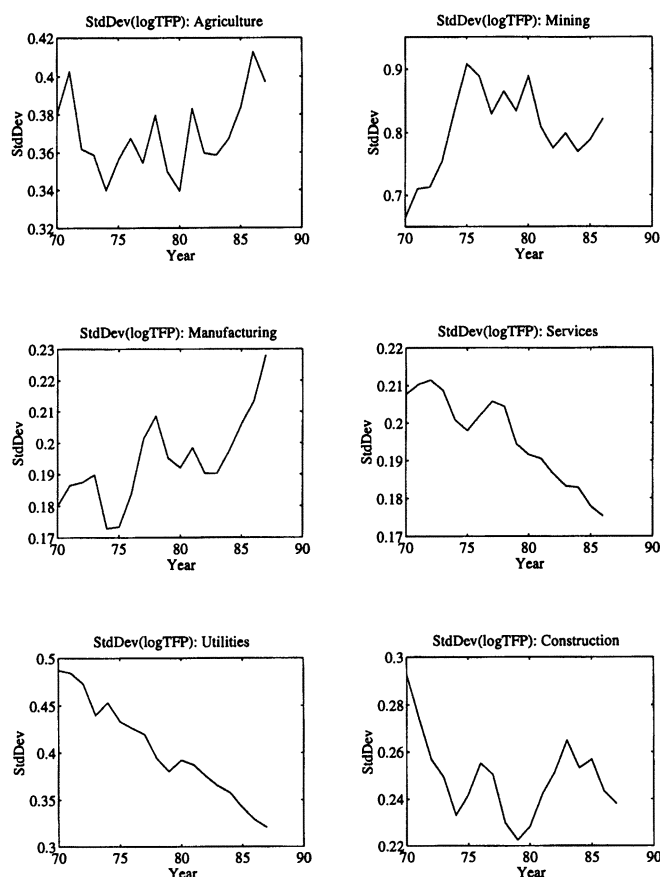 StdDev(logTFP): Agriculture
0.42
0.4
0.38
0.36
0.34
0.32
StdDev
70 75 80 85 90
Year
StdDev(logTFP): Mining
0.9
0.8
0.7
StdDev
70 75 80 85 90
Year
StdDev(logTFP): Manufacturing
0.23
0.22
0.21
0.2
0.19
0.18
0.17
StdDev
70 75 80 85 90
Year
StdDev(logTFP): Services
0.22
0.21
0.2
0.19
0.18
0.17
StdDev
70 75 80 85 90
Year
StdDev(logTFP): Utilities
0.5
0.45
0.4
0.35
0.3
StdDev
70 75 80 85 90
Year
StdDev(logTFP): Construction
0.3
0.28
0.26
0.24
0.22
StdDev
70 75 80 85 90
Year